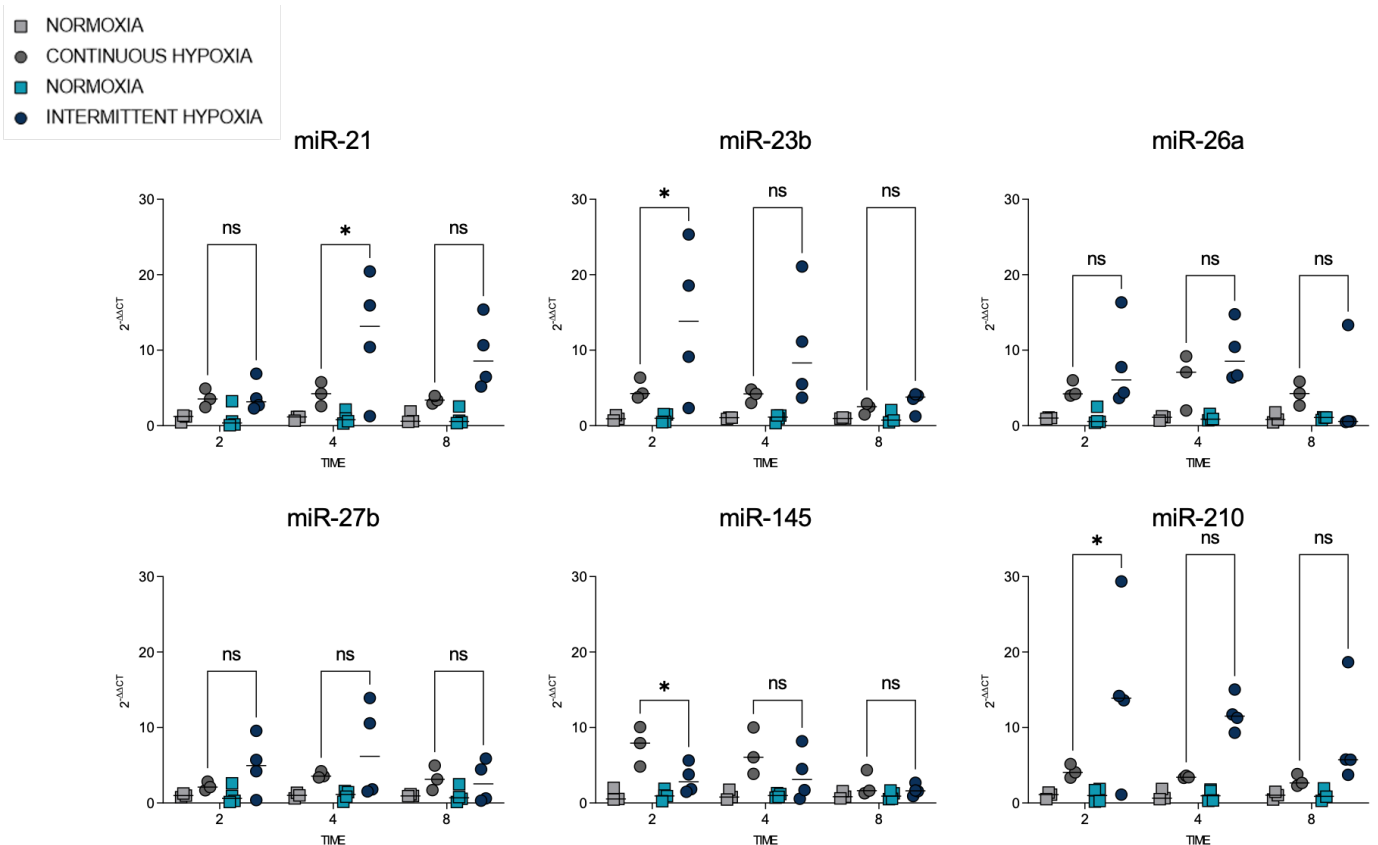 NORMOXIA
CONTINUOUS HYPOXIA
NORMOXIA
INTERMITTENT HYPOXIA
miR-21
30
20
10
0
2^-ΔΔCT
ns
*
ns
2
4
8
TIME
miR-23b
30
20
10
0
2^-ΔΔCT
*
ns
ns
2
4
8
TIME
miR-26a
30
20
10
0
2^-ΔΔCT
ns
ns
ns
2
4
8
TIME
miR-27b
30
20
10
0
2^-ΔΔCT
ns
ns
ns
2
4
8
TIME
miR-145
30
20
10
0
2^-ΔΔCT
*
ns
ns
2
4
8
TIME
miR-210
30
20
10
0
2^-ΔΔCT
*
ns
ns
2
4
8
TIME